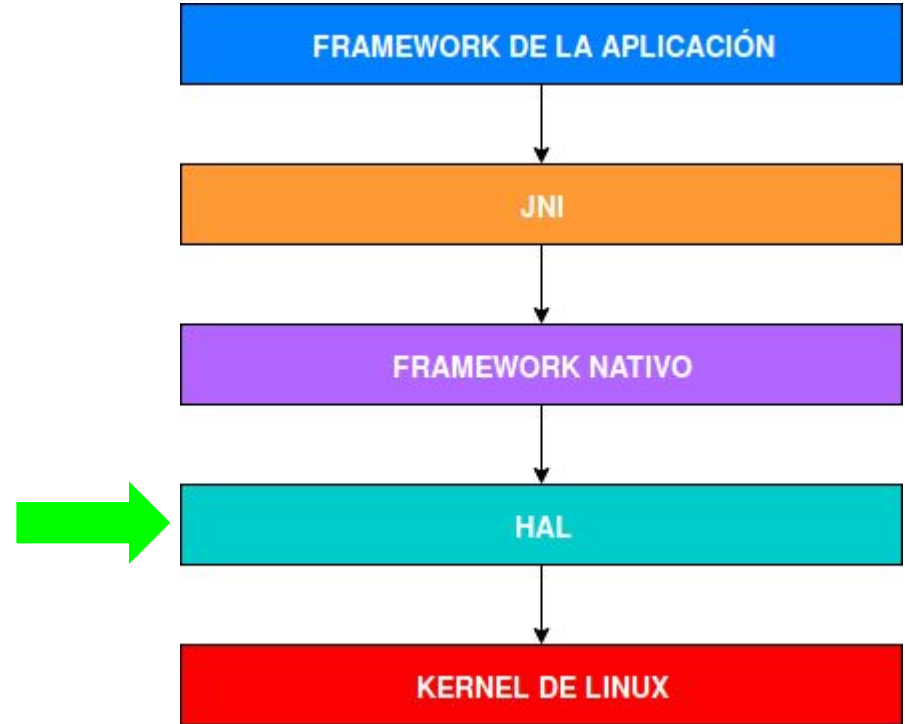 FRAMEWORK DE LA APLICACIÓN
JNI
FRAMEWORK NATIVO
HAL
KERNEL DE LINUX